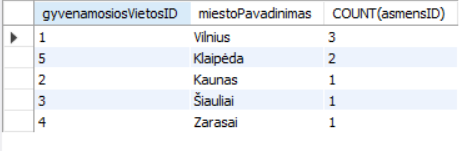 gyvenamosiosVietosID miestoPavadinimas COUNT(asmensID)
1 Vilnius 3
5 Klaipėda 2
2 Kaunas 1
3 Šiauliai 1
4 Zarasai 1